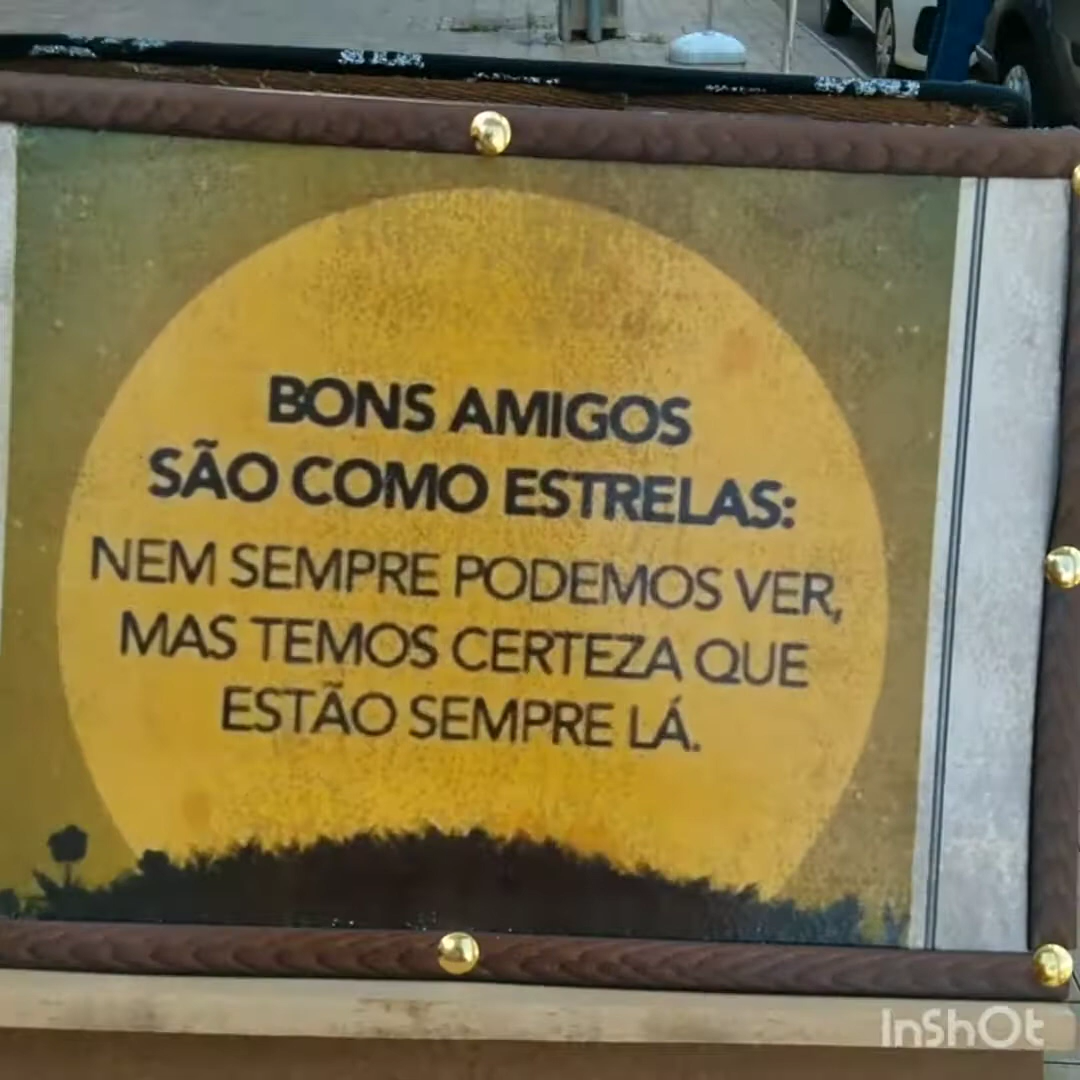 BONS AMIGOS
SÃO COMO ESTRELAS:
NEM SEMPRE PODEMOS VER,
MAS TEMOS CERTEZA QUE
ESTÃO SEMPRE LÁ.
InShOt